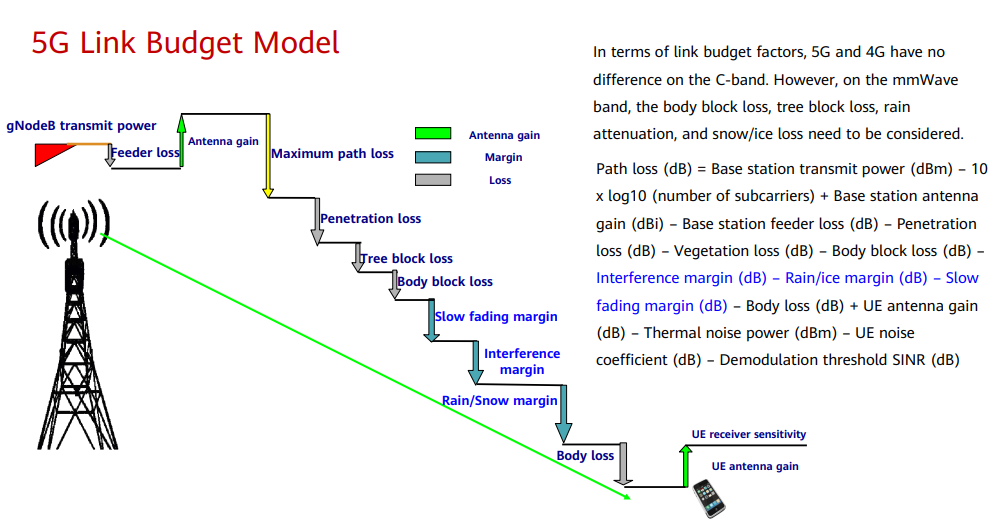 5G Link Budget Model
In terms of link budget factors, 5G and 4G have no
difference on the C-band. However, on the mmWave
band, the body block loss, tree block loss, rain
attenuation, and snow/ice loss need to be considered.
Path loss (dB) = Base station transmit power (dBm) – 10
x log10 (number of subcarriers) + Base station antenna
gain (dBi) – Base station feeder loss (dB) – Penetration
loss (dB) – Vegetation loss (dB) – Body block loss (dB) –
Interference margin (dB) – Rain/ice margin (dB) – Slow
fading margin (dB) – Body loss (dB) + UE antenna gain
(dB) – Thermal noise power (dBm) – UE noise
coefficient (dB) – Demodulation threshold SINR (dB)
gNodeB transmit power
Feeder loss
Antenna gain
Maximum path loss
Antenna gain
Margin
Loss
Penetration loss
Tree block loss
Body block loss
Slow fading margin
Interference
margin
Rain/Snow margin
Body loss
UE receiver sensitivity
UE antenna gain